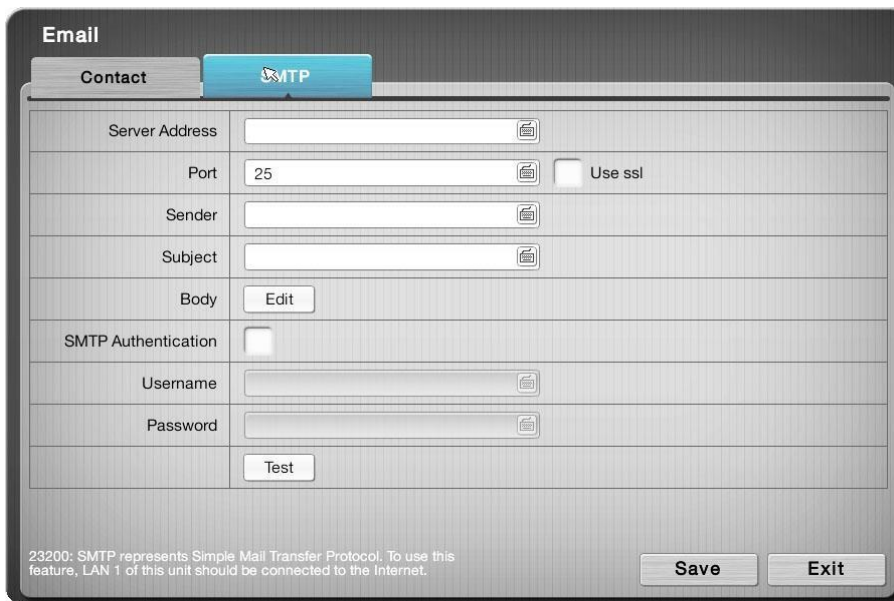 Email
Contact SMTP
Server Address
Port 25 Use ssl
Sender
Subject
Body Edit
SMTP Authentication
Username
Password
Test
23200: SMTP represents Simple Mail Transfer Protocol. To use this
feature, LAN 1 of this unit should be connected to the Internet.
Save Exit